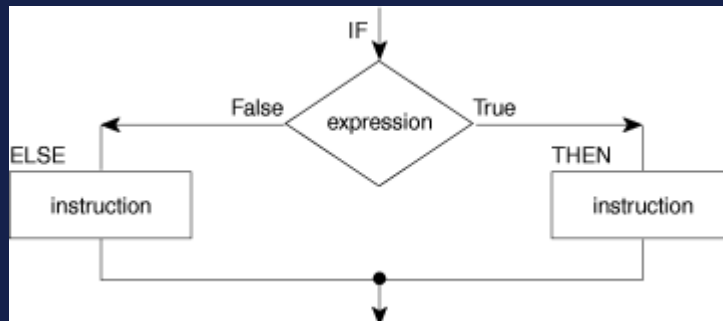 IF
False
True
expression
ELSE
THEN
instruction
instruction